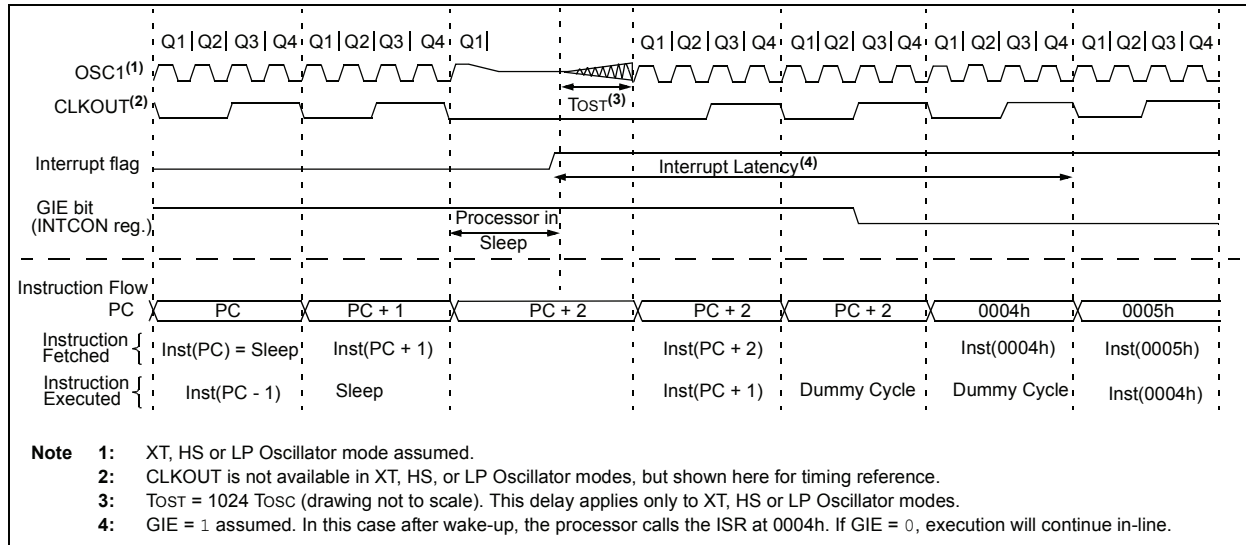 Q1 Q2 Q3 Q4 Q1 Q2 Q3 Q4 Q1 Q1 Q2 Q3 Q4 Q1 Q2 Q3 Q4 Q1 Q2 Q3 Q4 Q1 Q2 Q3 Q4
OSC1(1)
TOST(3)
CLKOUT(2)
Interrupt flag
Interrupt Latency(4)
GIE bit
(INTCON reg.)
Processor in
Sleep
Instruction Flow
PC PC PC + 1 PC + 2 PC + 2 PC + 2 0004h 0005h
Instruction
Fetched { Inst(PC) = Sleep Inst(PC + 1) Inst(PC + 2) Inst(0004h) Inst(0005h)
Instruction
Executed { Inst(PC - 1) Sleep Inst(PC + 1) Dummy Cycle Dummy Cycle Inst(0004h)
Note 1: XT, HS or LP Oscillator mode assumed.
2: CLKOUT is not available in XT, HS, or LP Oscillator modes, but shown here for timing reference.
3: TOST = 1024 TOSC (drawing not to scale). This delay applies only to XT, HS or LP Oscillator modes.
4: GIE = 1 assumed. In this case after wake-up, the processor calls the ISR at 0004h. If GIE = 0, execution will continue in-line.